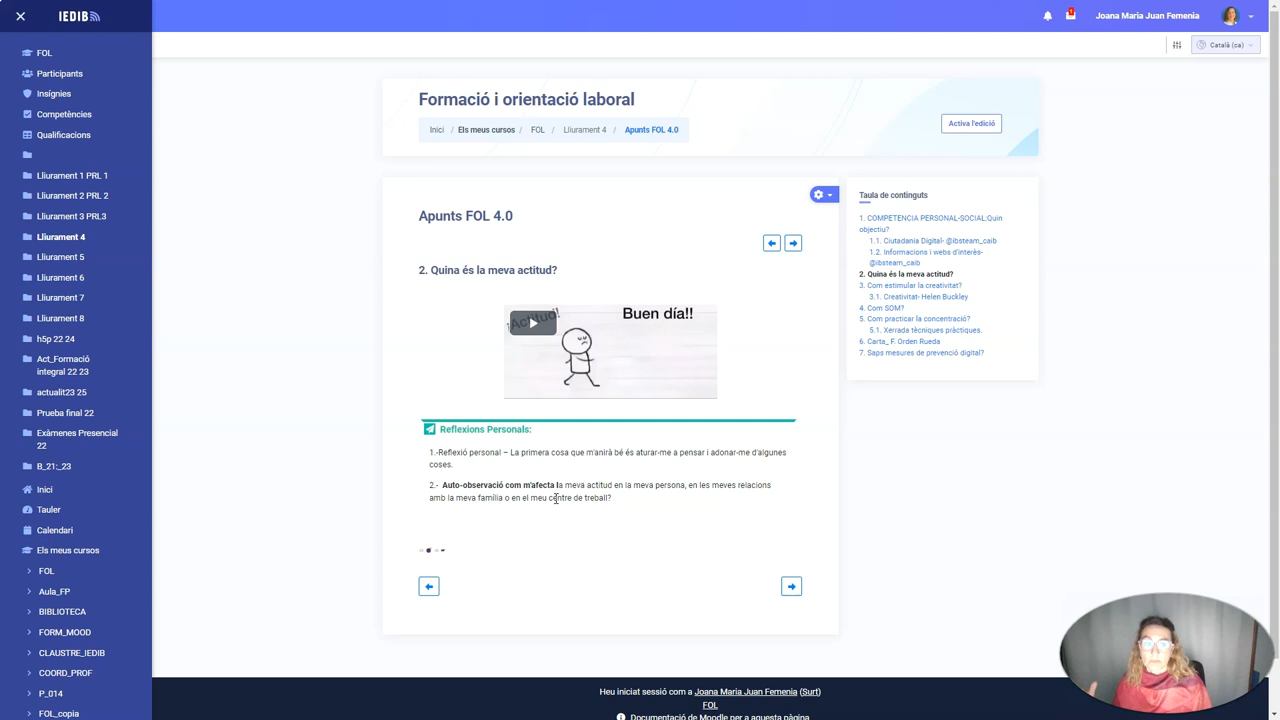 IEDIB
Joana Maria Juan Femenia
Català (ca)
FOL
Participants
Insígnies
Competències
Qualificacions
Lliurament 1 PRL 1
Lliurament 2 PRL 2
Lliurament 3 PRL3
Lliurament 4
Lliurament 5
Lliurament 6
Lliurament 7
Lliurament 8
h5p 22 24
Act_Formació
integral 22 23
actualit23 25
Prueba final 22
Exàmenes Presencial
22
B_21:_23
Inici
Tauler
Calendari
Els meus cursos
FOL
Aula_FP
BIBLIOTECA
FORM_MOOD
CLAUSTRE_IEDIB
COORD_PROF
P_014
FOL_copia
Formació i orientació laboral
Inici / Els meus cursos / FOL / Lliurament 4 / Apunts FOL 4.0
Activa l'edició
Apunts FOL 4.0
2. Quina és la meva actitud?
¡Actitud!
Buen día!!
Reflexions Personals:
1.-Reflexió personal – La primera cosa que m'anirà bé és aturar-me a pensar i adonar-me d'algunes
coses.
2.- Auto-observació com m'afecta la meva actitud en la meva persona, en les meves relacions
amb la meva família o en el meu centre de treball?
Taula de continguts
1. COMPETENCIA PERSONAL-SOCIAL:Quin
objectiu?
1.1. Ciutadania Digital- @ibsteam_caib
1.2. Informacions i webs d'interès-
@ibsteam_caib
2. Quina és la meva actitud?
3. Com estimular la creativitat?
3.1. Creativitat- Helen Buckley
4. Com SOM?
5. Com practicar la concentració?
5.1. Xerrada tècniques pràctiques.
6. Carta_ F. Orden Rueda
7. Saps mesures de prevenció digital?
Heu iniciat sessió com a Joana Maria Juan Femenia (Surt)
FOL
Documentació de Moodle per a aquesta pàgina